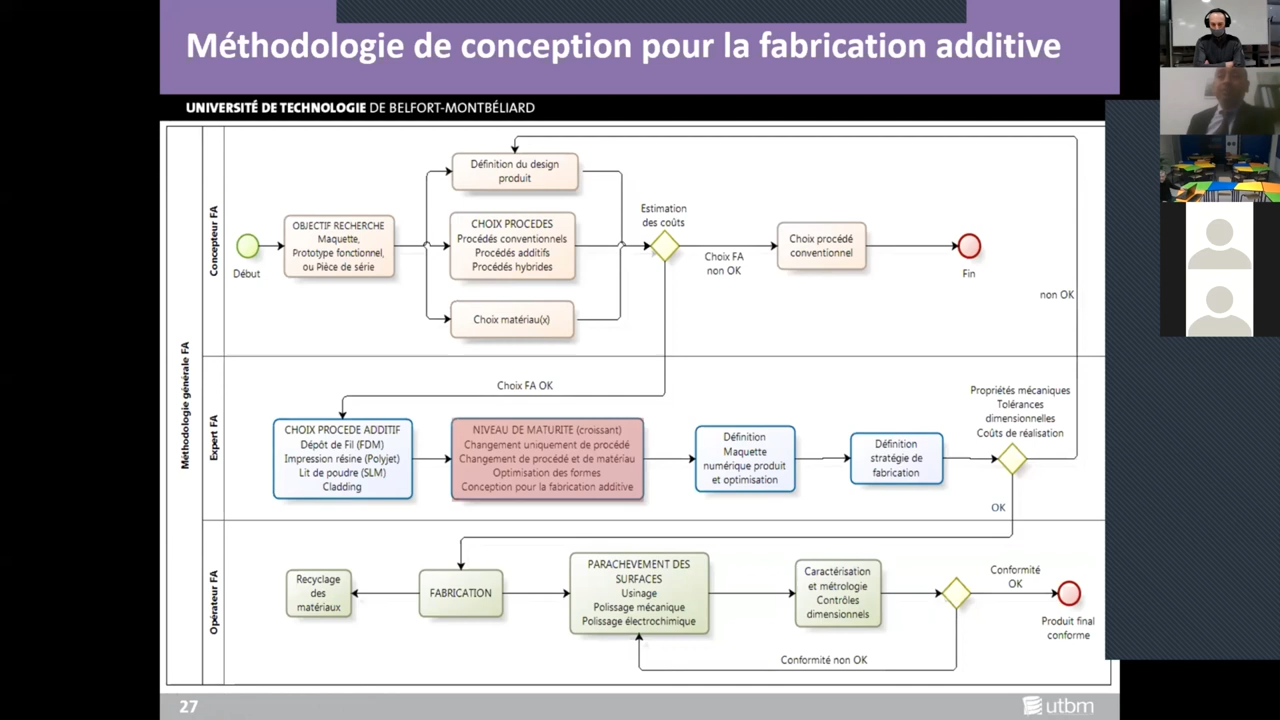 Méthodologie de conception pour la fabrication additive
UNIVERSITÉ DE TECHNOLOGIE DE BELFORT-MONTBÉLIARD
Méthodologie générale FA
Concepteur FA
Début
OBJECTIF RECHERCHE
Maquette,
Prototype fonctionnel,
ou Pièce de série
Définition du design
produit
CHOIX PROCEDES
Procédés conventionnels
Procédés additifs
Procédés hybrides
Choix matériau(x)
Estimation
des coûts
Choix FA
non OK
Choix procédé
conventionnel
Fin
non OK
Expert FA
Choix FA OK
CHOIX PROCEDE ADDITIF
Dépôt de Fil (FDM)
Impression résine (Polyjet)
Lit de poudre (SLM)
Cladding
NIVEAU DE MATURITE (croissant)
Changement uniquement de procédé
Changement de procédé et de matériau
Optimisation des formes
Conception pour la fabrication additive
Définition
Maquette
numérique produit
et optimisation
Définition
stratégie de
fabrication
Propriétés mécaniques
Tolérances
dimensionnelles
Coûts de réalisation
OK
Opérateur FA
Recyclage
des
matériaux
FABRICATION
PARACHEVEMENT DES
SURFACES
Usinage
Polissage mécanique
Polissage électrochimique
Caractérisation
et métrologie
Contrôles
dimensionnels
Conformité
OK
Produit final
conforme
Conformité non OK
27
utbm